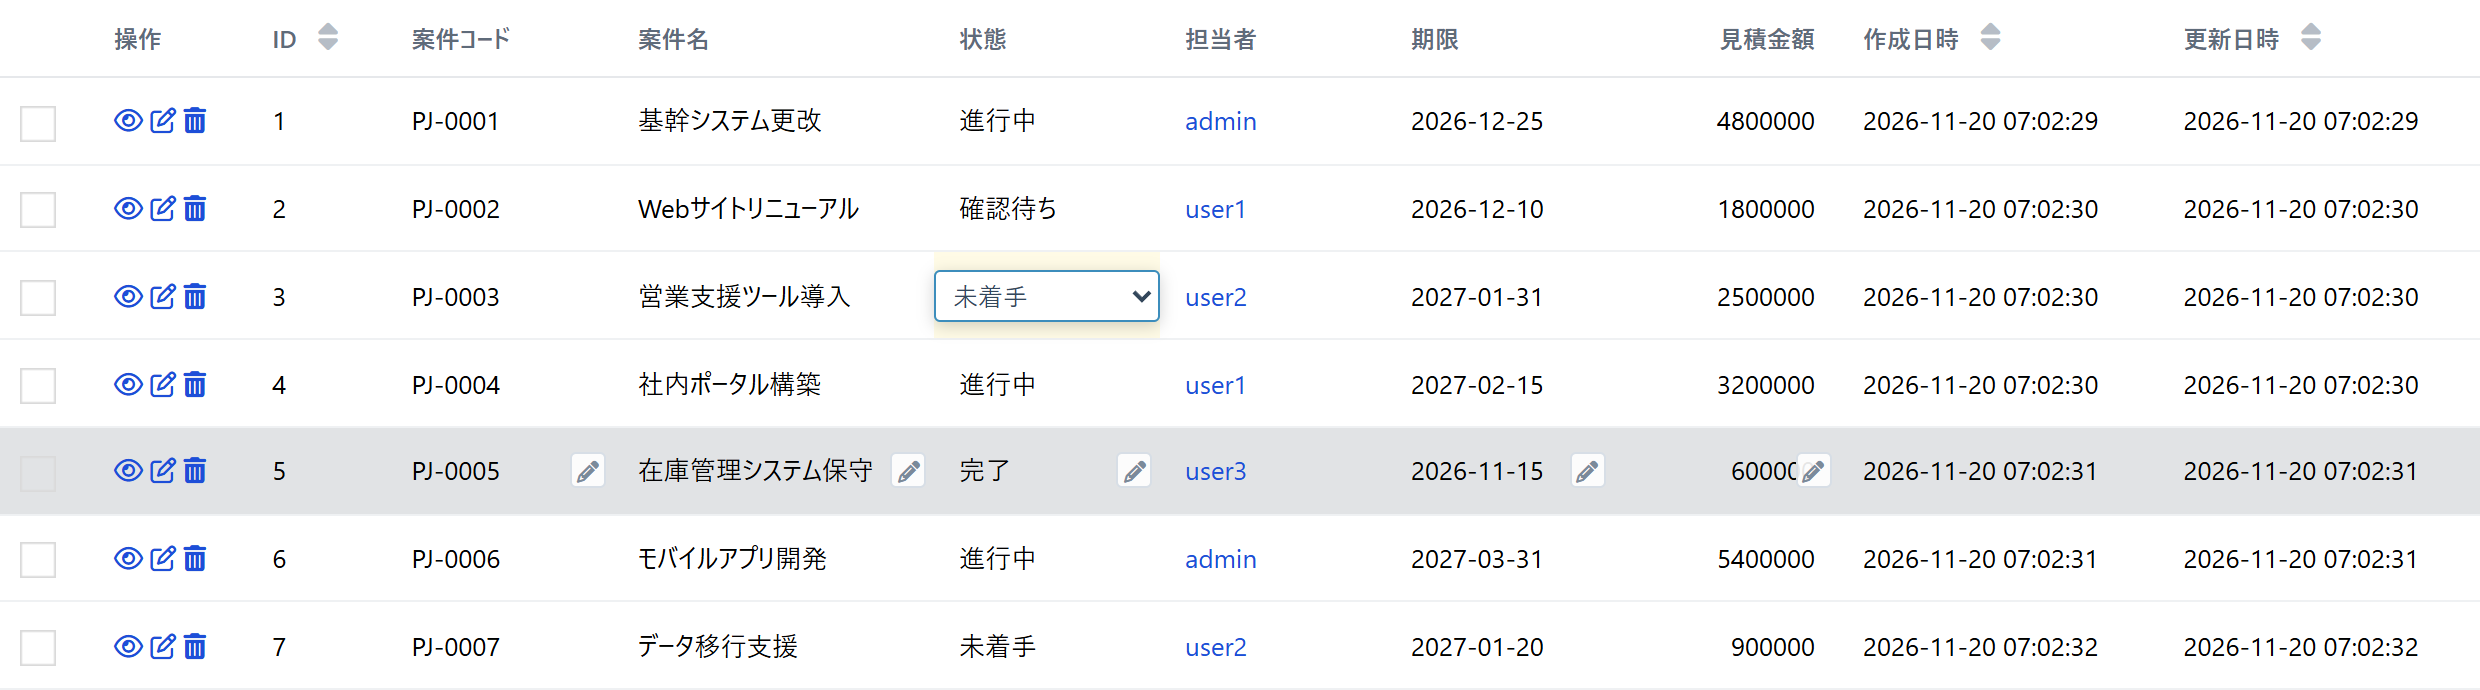 操作 ID 案件コード 案件名 状態 担当者 期限 見積金額 作成日時 更新日時
1 PJ-0001 基幹システム更改 進行中 admin 2026-12-25 4800000 2026-11-20 07:02:29 2026-11-20 07:02:29
2 PJ-0002 Webサイトリニューアル 確認待ち user1 2026-12-10 1800000 2026-11-20 07:02:30 2026-11-20 07:02:30
3 PJ-0003 営業支援ツール導入 未着手 user2 2027-01-31 2500000 2026-11-20 07:02:30 2026-11-20 07:02:30
4 PJ-0004 社内ポータル構築 進行中 user1 2027-02-15 3200000 2026-11-20 07:02:30 2026-11-20 07:02:30
5 PJ-0005 在庫管理システム保守 完了 user3 2026-11-15 2026-11-20 07:02:31 2026-11-20 07:02:31
6 PJ-0006 モバイルアプリ開発 進行中 admin 2027-03-31 5400000 2026-11-20 07:02:31 2026-11-20 07:02:31
7 PJ-0007 データ移行支援 未着手 user2 2027-01-20 900000 2026-11-20 07:02:32 2026-11-20 07:02:32